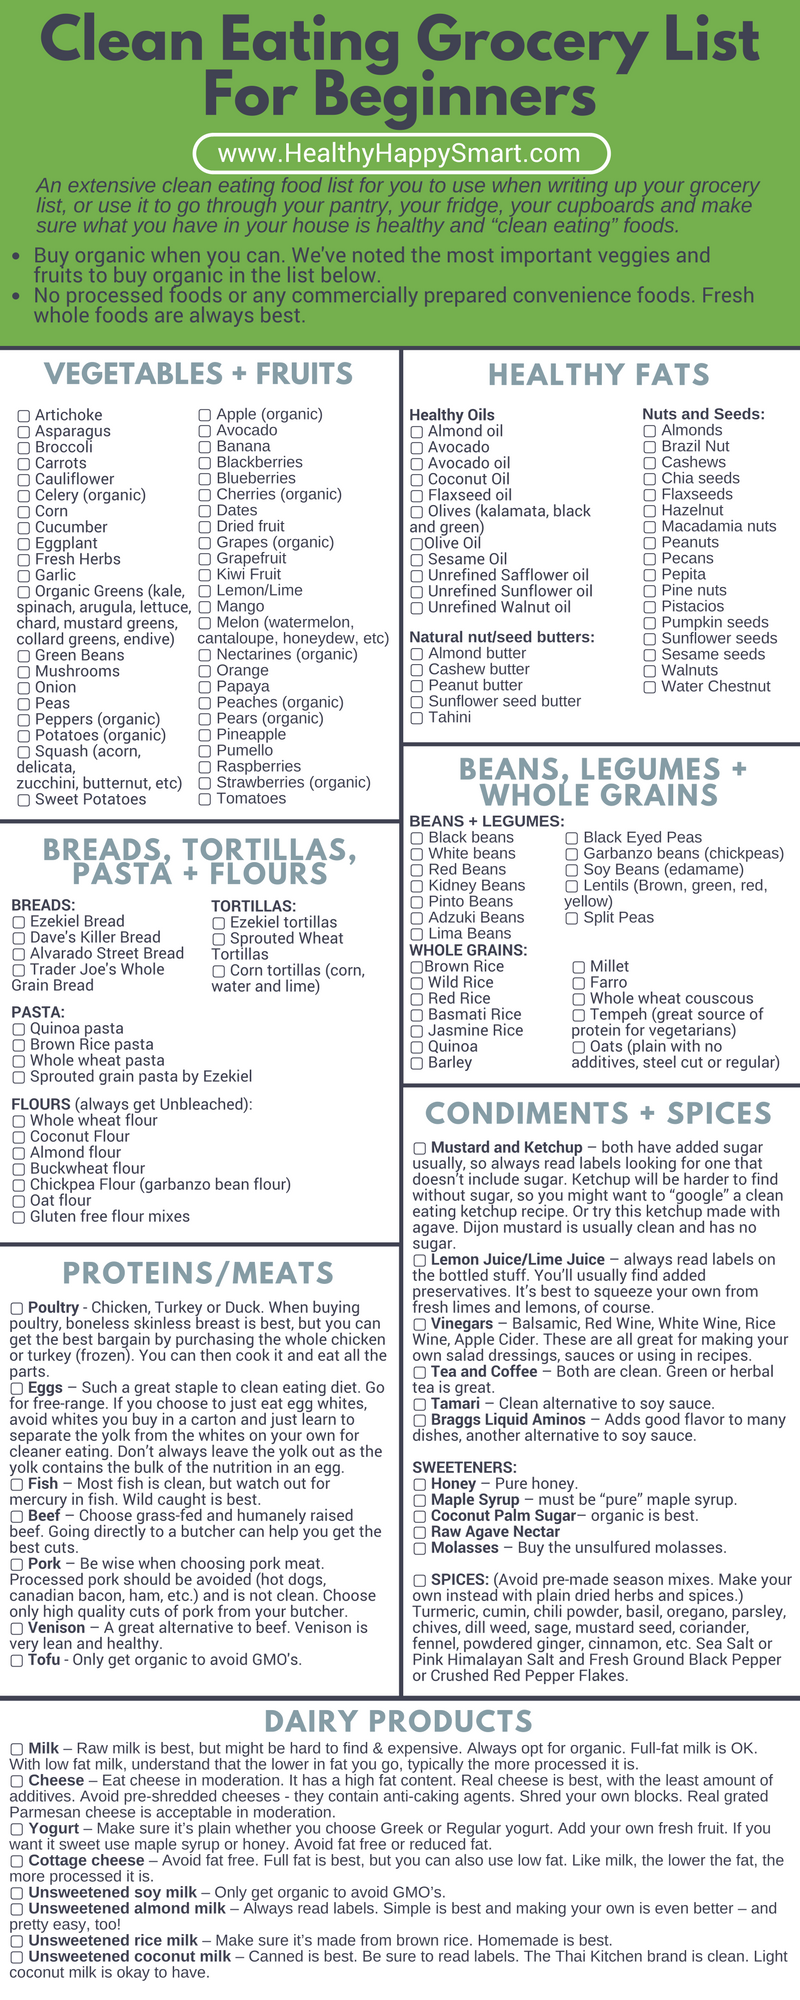 Clean Eating Grocery List
For Beginners
www.HealthyHappySmart.com
An extensive clean eating food list for you to use when writing up your grocery
list, or use it to go through your pantry, your fridge, your cupboards and make
sure what you have in your house is healthy and “clean eating” foods.
• Buy organic when you can. We've noted the most important veggies and
fruits to buy organic in the list below.
• No processed foods or any commercially prepared convenience foods. Fresh
whole foods are always best.
VEGETABLES + FRUITS
▢ Artichoke
▢ Asparagus
▢ Broccoli
▢ Carrots
▢ Cauliflower
▢ Celery (organic)
▢ Corn
▢ Cucumber
▢ Eggplant
▢ Fresh Herbs
▢ Garlic
▢ Organic Greens (kale,
spinach, arugula, lettuce,
chard, mustard greens,
collard greens, endive)
▢ Green Beans
▢ Mushrooms
▢ Onion
▢ Peas
▢ Peppers (organic)
▢ Potatoes (organic)
▢ Squash (acorn,
delicata,
zucchini, butternut, etc)
▢ Sweet Potatoes
▢ Apple (organic)
▢ Avocado
▢ Banana
▢ Blackberries
▢ Blueberries
▢ Cherries (organic)
▢ Dates
▢ Dried fruit
▢ Grapes (organic)
▢ Grapefruit
▢ Kiwi Fruit
▢ Lemon/Lime
▢ Mango
▢ Melon (watermelon,
cantaloupe, honeydew, etc)
▢ Nectarines (organic)
▢ Orange
▢ Papaya
▢ Peaches (organic)
▢ Pears (organic)
▢ Pineapple
▢ Pumello
▢ Raspberries
▢ Strawberries (organic)
▢ Tomatoes
HEALTHY FATS
Healthy Oils
▢ Almond oil
▢ Avocado
▢ Avocado oil
▢ Coconut Oil
▢ Flaxseed oil
▢ Olives (kalamata, black
and green)
▢Olive Oil
▢ Sesame Oil
▢ Unrefined Safflower oil
▢ Unrefined Sunflower oil
▢ Unrefined Walnut oil
Natural nut/seed butters:
▢ Almond butter
▢ Cashew butter
▢ Peanut butter
▢ Sunflower seed butter
▢ Tahini
Nuts and Seeds:
▢ Almonds
▢ Brazil Nut
▢ Cashews
▢ Chia seeds
▢ Flaxseeds
▢ Hazelnut
▢ Macadamia nuts
▢ Peanuts
▢ Pecans
▢ Pepita
▢ Pine nuts
▢ Pistacios
▢ Pumpkin seeds
▢ Sunflower seeds
▢ Sesame seeds
▢ Walnuts
▢ Water Chestnut
BREADS, TORTILLAS,
PASTA + FLOURS
BREADS:
▢ Ezekiel Bread
▢ Dave's Killer Bread
▢ Alvarado Street Bread
▢ Trader Joe's Whole
Grain Bread
TORTILLAS:
▢ Ezekiel tortillas
▢ Sprouted Wheat
Tortillas
▢ Corn tortillas (corn,
water and lime)
PASTA:
▢ Quinoa pasta
▢ Brown Rice pasta
▢ Whole wheat pasta
▢ Sprouted grain pasta by Ezekiel
FLOURS (always get Unbleached):
▢ Whole wheat flour
▢ Coconut Flour
▢ Almond flour
▢ Buckwheat flour
▢ Chickpea Flour (garbanzo bean flour)
▢ Oat flour
▢ Gluten free flour mixes
BEANS, LEGUMES +
WHOLE GRAINS
BEANS + LEGUMES:
▢ Black beans
▢ White beans
▢ Red Beans
▢ Kidney Beans
▢ Pinto Beans
▢ Adzuki Beans
▢ Lima Beans
▢ Black Eyed Peas
▢ Garbanzo beans (chickpeas)
▢ Soy Beans (edamame)
▢ Lentils (Brown, green, red,
yellow)
▢ Split Peas
WHOLE GRAINS:
▢Brown Rice
▢ Wild Rice
▢ Red Rice
▢ Basmati Rice
▢ Jasmine Rice
▢ Quinoa
▢ Barley
▢ Millet
▢ Farro
▢ Whole wheat couscous
▢ Tempeh (great source of
protein for vegetarians)
▢ Oats (plain with no
additives, steel cut or regular)
PROTEINS/MEATS
▢ Poultry - Chicken, Turkey or Duck. When buying
poultry, boneless skinless breast is best, but you can
get the best bargain by purchasing the whole chicken
or turkey (frozen). You can then cook it and eat all the
parts.
▢ Eggs – Such a great staple to clean eating diet. Go
for free-range. If you choose to just eat egg whites,
avoid whites you buy in a carton and just learn to
separate the yolk from the whites on your own for
cleaner eating. Don't always leave the yolk out as the
yolk contains the bulk of the nutrition in an egg.
▢ Fish – Most fish is clean, but watch out for
mercury in fish. Wild caught is best.
▢ Beef – Choose grass-fed and humanely raised
beef. Going directly to a butcher can help you get the
best cuts.
▢ Pork – Be wise when choosing pork meat.
Processed pork should be avoided (hot dogs,
canadian bacon, ham, etc.) and is not clean. Choose
only high quality cuts of pork from your butcher.
▢ Venison – A great alternative to beef. Venison is
very lean and healthy.
▢ Tofu - Only get organic to avoid GMO's.
CONDIMENTS + SPICES
▢ Mustard and Ketchup – both have added sugar
usually, so always read labels looking for one that
doesn't include sugar. Ketchup will be harder to find
without sugar, so you might want to “google” a clean
eating ketchup recipe. Or try this ketchup made with
agave. Dijon mustard is usually clean and has no
sugar.
▢ Lemon Juice/Lime Juice – always read labels on
the bottled stuff. You'll usually find added
preservatives. It's best to squeeze your own from
fresh limes and lemons, of course.
▢ Vinegars – Balsamic, Red Wine, White Wine, Rice
Wine, Apple Cider. These are all great for making your
own salad dressings, sauces or using in recipes.
▢ Tea and Coffee – Both are clean. Green or herbal
tea is great.
▢ Tamari – Clean alternative to soy sauce.
▢ Braggs Liquid Aminos – Adds good flavor to many
dishes, another alternative to soy sauce.
SWEETENERS:
▢ Honey – Pure honey.
▢ Maple Syrup – must be “pure” maple syrup.
▢ Coconut Palm Sugar– organic is best.
▢ Raw Agave Nectar
▢ Molasses – Buy the unsulfured molasses.
▢ SPICES: (Avoid pre-made season mixes. Make your
own instead with plain dried herbs and spices.)
Turmeric, cumin, chili powder, basil, oregano, parsley,
chives, dill weed, sage, mustard seed, coriander,
fennel, powdered ginger, cinnamon, etc. Sea Salt or
Pink Himalayan Salt and Fresh Ground Black Pepper
or Crushed Red Pepper Flakes.
DAIRY PRODUCTS
▢ Milk – Raw milk is best, but might be hard to find & expensive. Always opt for organic. Full-fat milk is OK.
With low fat milk, understand that the lower in fat you go, typically the more processed it is.
▢ Cheese – Eat cheese in moderation. It has a high fat content. Real cheese is best, with the least amount of
additives. Avoid pre-shredded cheeses - they contain anti-caking agents. Shred your own blocks. Real grated
Parmesan cheese is acceptable in moderation.
▢ Yogurt – Make sure it's plain whether you choose Greek or Regular yogurt. Add your own fresh fruit. If you
want it sweet use maple syrup or honey. Avoid fat free or reduced fat.
▢ Cottage cheese – Avoid fat free. Full fat is best, but you can also use low fat. Like milk, the lower the fat, the
more processed it is.
▢ Unsweetened soy milk – Only get organic to avoid GMO's.
▢ Unsweetened almond milk – Always read labels. Simple is best and making your own is even better – and
pretty easy, too!
▢ Unsweetened rice milk – Make sure it's made from brown rice. Homemade is best.
▢ Unsweetened coconut milk – Canned is best. Be sure to read labels. The Thai Kitchen brand is clean. Light
coconut milk is okay to have.